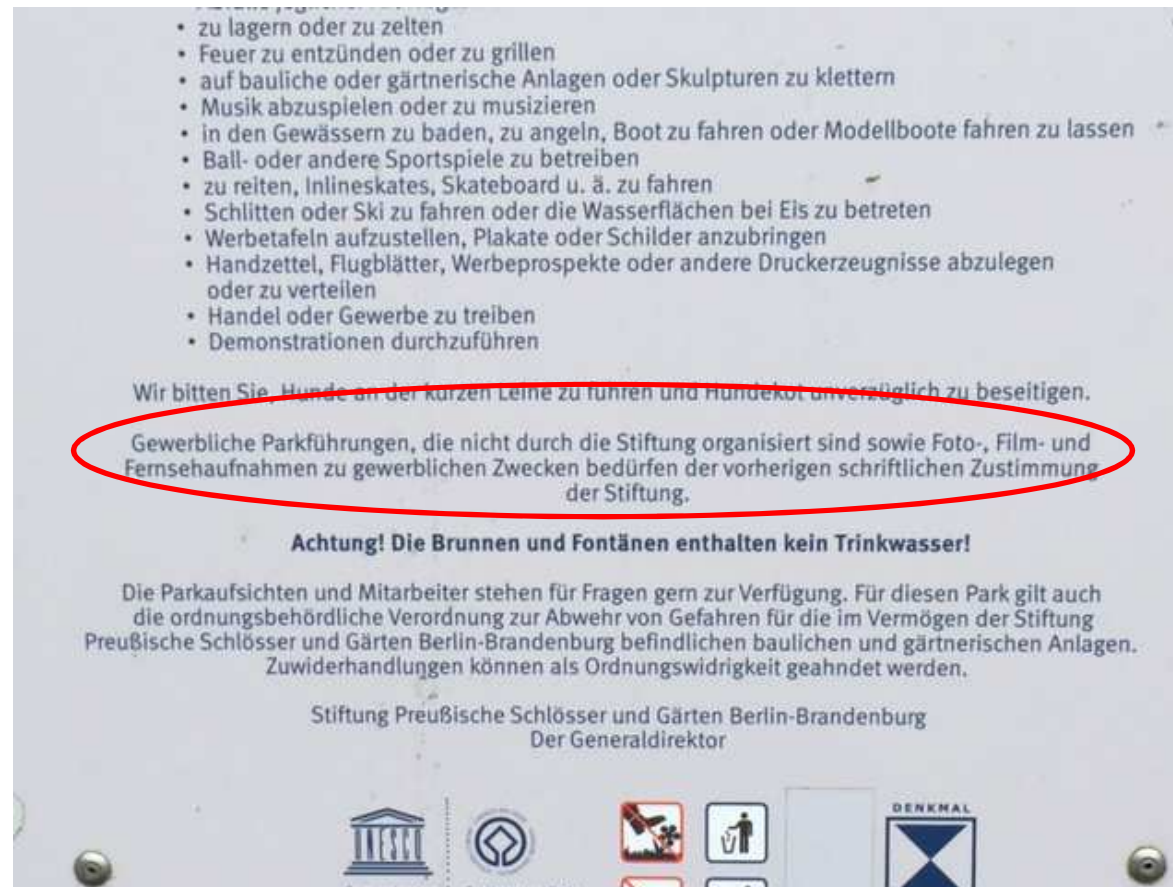 • zu lagern oder zu zelten
• Feuer zu entzünden oder zu grillen
• auf bauliche oder gärtnerische Anlagen oder Skulpturen zu klettern
• Musik abzuspielen oder zu musizieren
• in den Gewässern zu baden, zu angeln, Boot zu fahren oder Modellboote fahren zu lassen
• Ball- oder andere Sportspiele zu betreiben
• zu reiten, Inlineskates, Skateboard u. ä. zu fahren
• Schlitten oder Ski zu fahren oder die Wasserflächen bei Eis zu betreten
• Werbetafeln aufzustellen, Plakate oder Schilder anzubringen
• Handzettel, Flugblätter, Werbeprospekte oder andere Druckerzeugnisse abzulegen
oder zu verteilen
• Handel oder Gewerbe zu treiben
• Demonstrationen durchzuführen
Wir bitten Sie, Hunde an der kurzen Leine zu führen und Hundekot unverzüglich zu beseitigen.
Gewerbliche Parkführungen, die nicht durch die Stiftung organisiert sind sowie Foto-, Film- und
Fernsehaufnahmen zu gewerblichen Zwecken bedürfen der vorherigen schriftlichen Zustimmung
der Stiftung.
Achtung! Die Brunnen und Fontänen enthalten kein Trinkwasser!
Die Parkaufsichten und Mitarbeiter stehen für Fragen gern zur Verfügung. Für diesen Park gilt auch
die ordnungsbehördliche Verordnung zur Abwehr von Gefahren für die im Vermögen der Stiftung
Preußische Schlösser und Gärten Berlin-Brandenburg befindlichen baulichen und gärtnerischen Anlagen.
Zuwiderhandlungen können als Ordnungswidrigkeit geahndet werden.
Stiftung Preußische Schlösser und Gärten Berlin-Brandenburg
Der Generaldirektor
UNESCO
DENKMAL